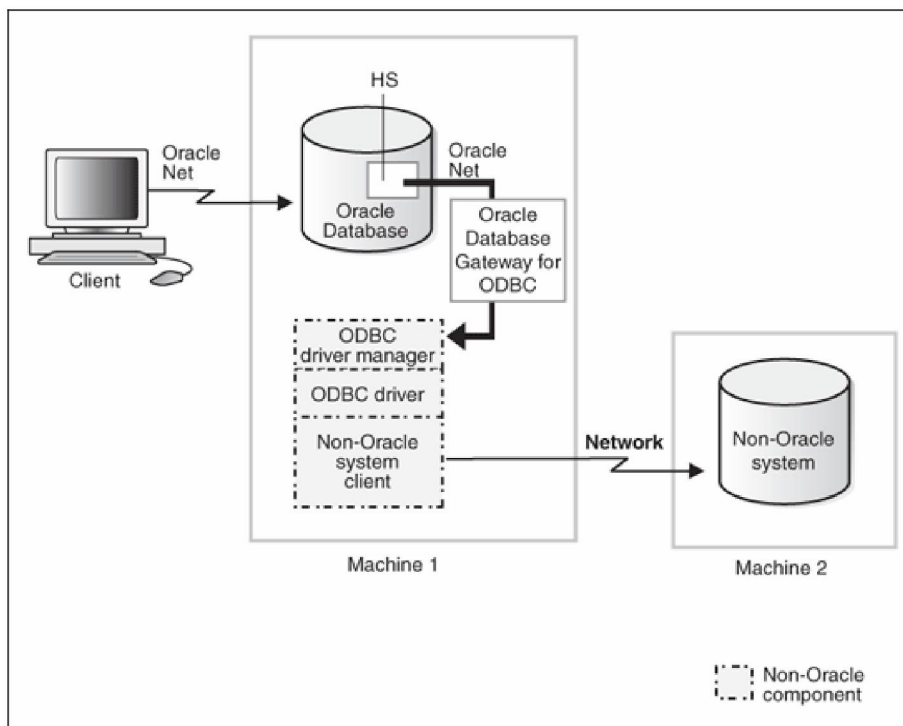 HS
Oracle
Net
Oracle
Net
Oracle
Database
Oracle
Database
Gateway for
ODBC
Client
ODBC
driver manager
ODBC driver
Non-Oracle
system
client
Network
Non-Oracle
system
Machine 1
Machine 2
Non-Oracle
component